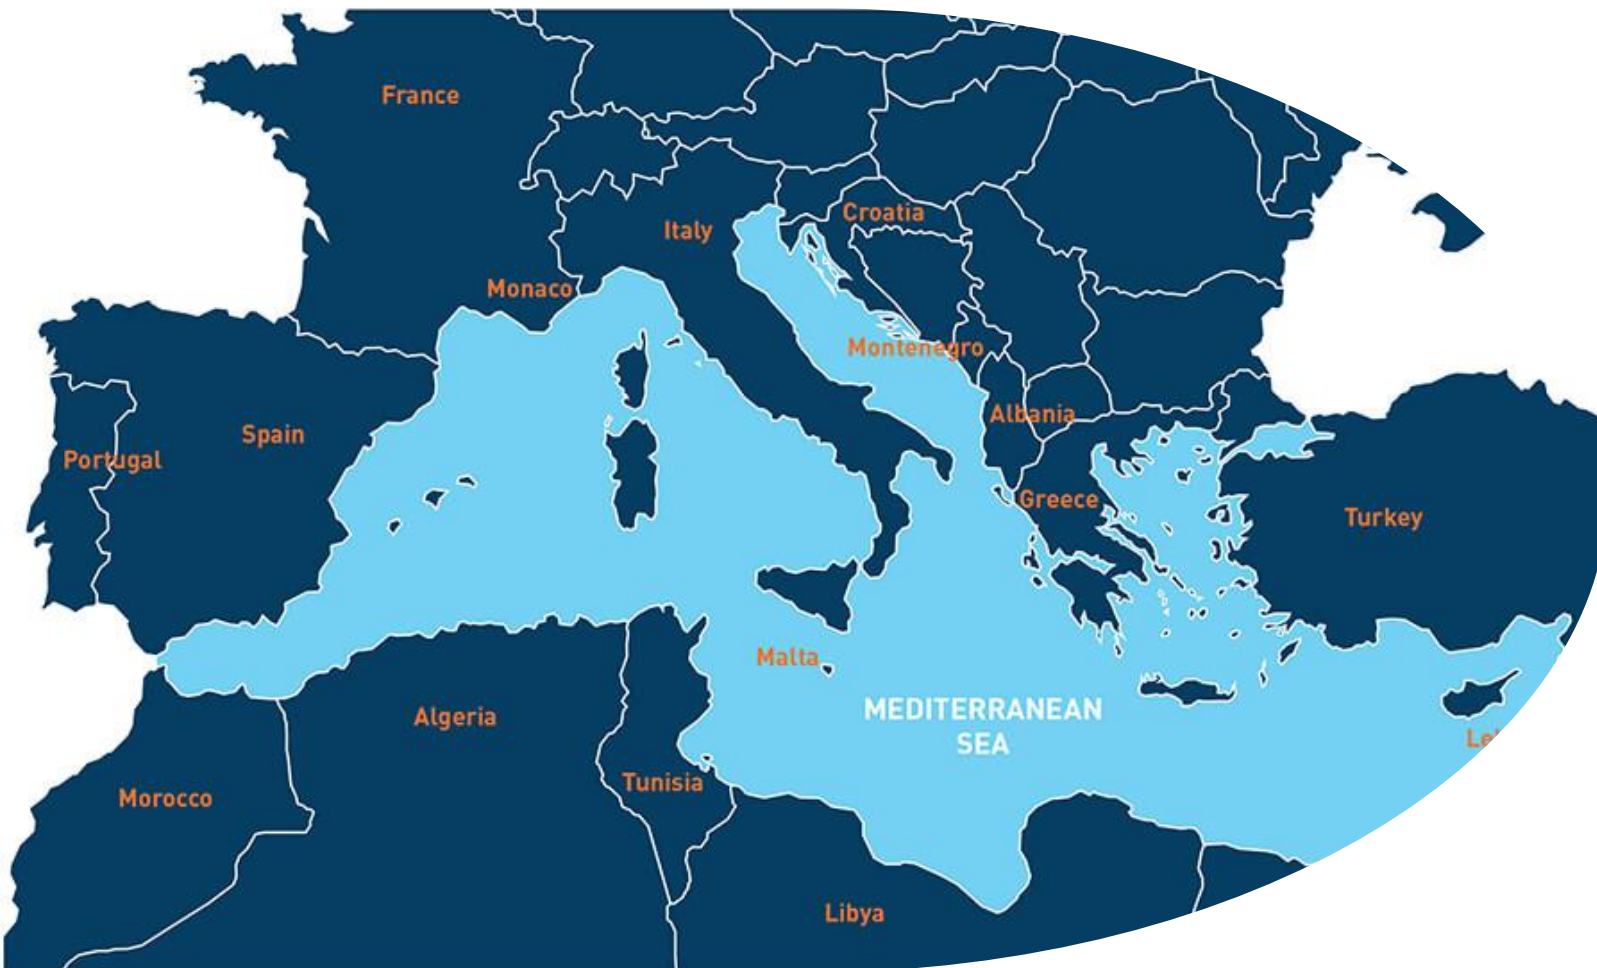 France
Croatia
Italy
Monaco
Montenegro
Albania
Spain
Portugal
Greece
Turkey
Malta
MEDITERRANEAN
SEA
Algeria
Tunisia
Morocco
Libya